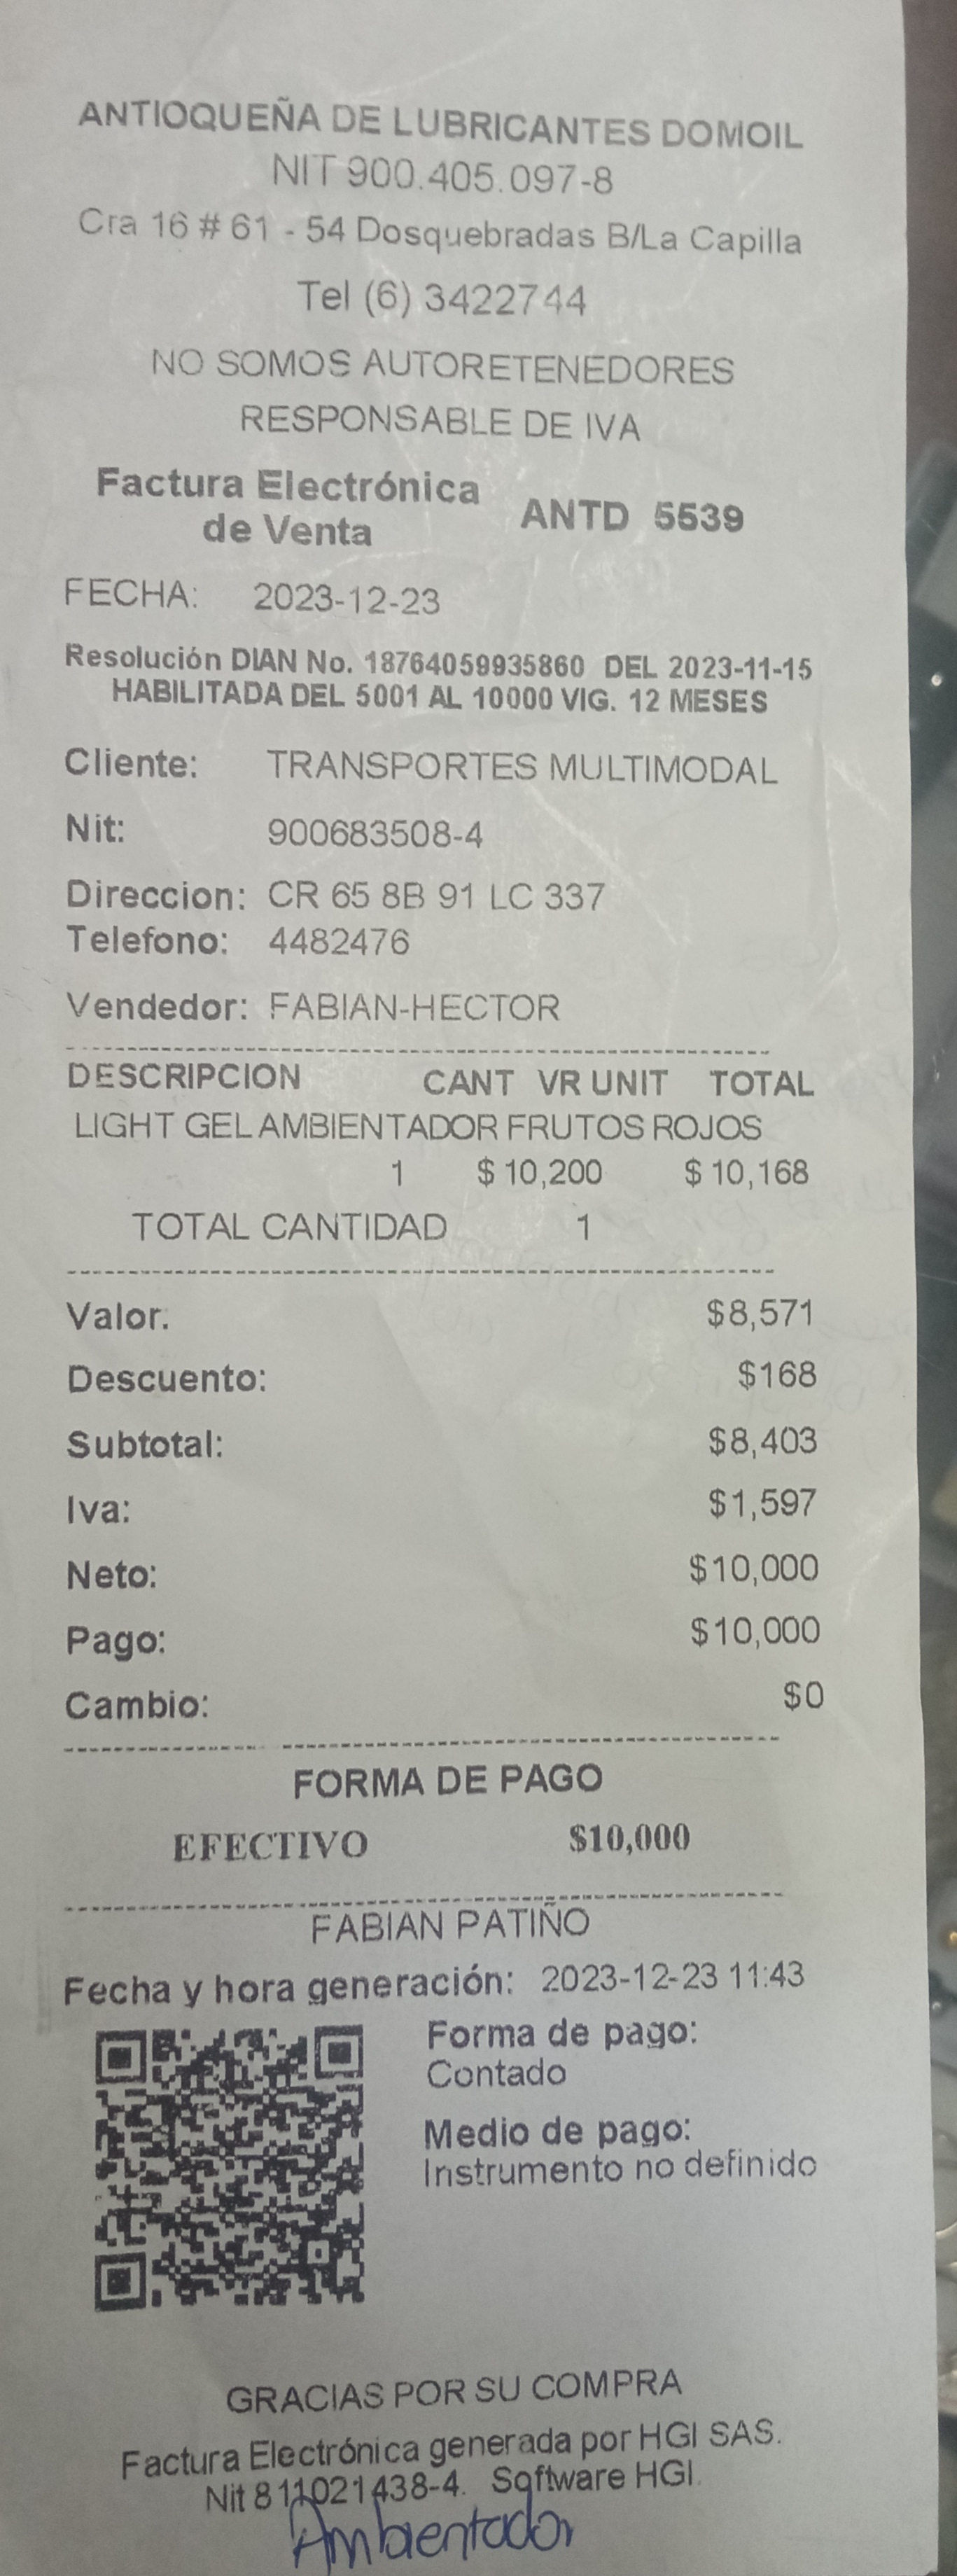 ANTIOQUEÑA DE LUBRICANTES DOMOIL
NIT 900.405.097-8
Cra 16 # 61 - 54 Dosquebradas B/La Capilla
Tel (6) 3422744
NO SOMOS AUTORETENEDORES
RESPONSABLE DE IVA
Factura Electrónica de Venta ANTD 5539
FECHA: 2023-12-23
Resolución DIAN No. 18764059935860 DEL 2023-11-15
HABILITADA DEL 5001 AL 10000 VIG. 12 MESES
Cliente: TRANSPORTES MULTIMODAL
Nit: 900683508-4
Direccion: CR 65 8B 91 LC 337
Telefono: 4482476
Vendedor: FABIAN-HECTOR
DESCRIPCION CANT VR UNIT TOTAL
LIGHT GEL AMBIENTADOR FRUTOS ROJOS
1 $ 10,200 $ 10,168
TOTAL CANTIDAD 1
Valor. $8,571
Descuento: $168
Subtotal: $8,403
Iva: $1,597
Neto: $10,000
Pago: $10,000
Cambio: $0
FORMA DE PAGO
EFECTIVO $10,000
FABIAN PATIÑO
Fecha y hora generación: 2023-12-23 11:43
Forma de pago:
Contado
Medio de pago:
Instrumento no definido
GRACIAS POR SU COMPRA
Factura Electrónica generada por HGI SAS.
Nit 811021438-4. Software HGI.
Ambientador